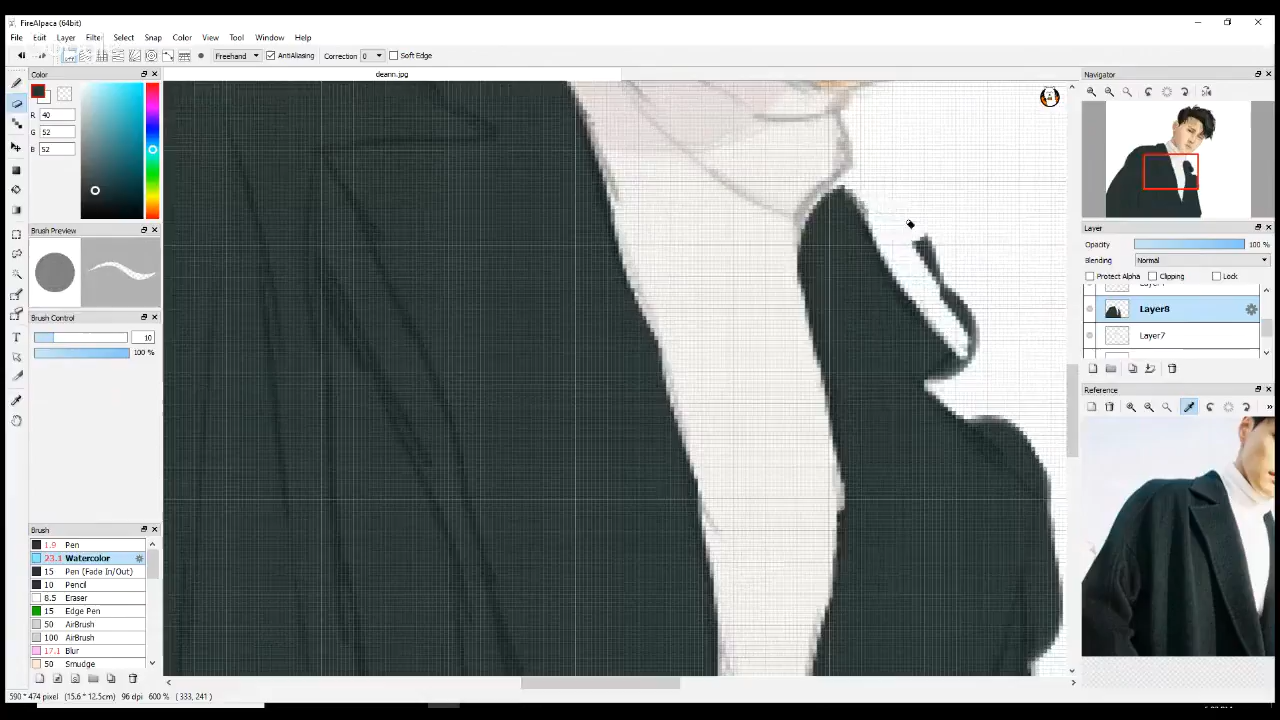 FireAlpaca (64bit)
File Edit Layer Filter Select Snap Color View Tool Window Help
Freehand AntiAliasing Correction 0 Soft Edge
Color
deann.jpg
Navigator
R 40
G 52
B 52
Layer
Brush Preview
Opacity 100 %
Blending Normal
Protect Alpha Clipping Lock
Layer8
Brush Control
10
Layer7
100 %
Reference
»
Brush
1.9 Pen
23.1 Watercolor
15 Pen (Fade In/Out)
10 Pencil
8.5 Eraser
15 Edge Pen
50 AirBrush
100 AirBrush
17.1 Blur
50 Smudge
590 * 474 pixel (15.6 * 12.5cm) 96 dpi 600 % ( 333, 241 )